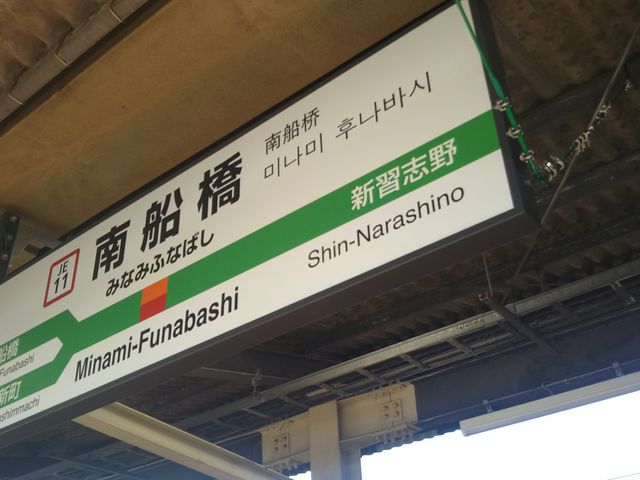 JE
11
南船橋
みなみふなばし
南船桥
미나미 후나바시
新習志野
Shin-Narashino
Minami-Funabashi
船橋
Funabashi
新町